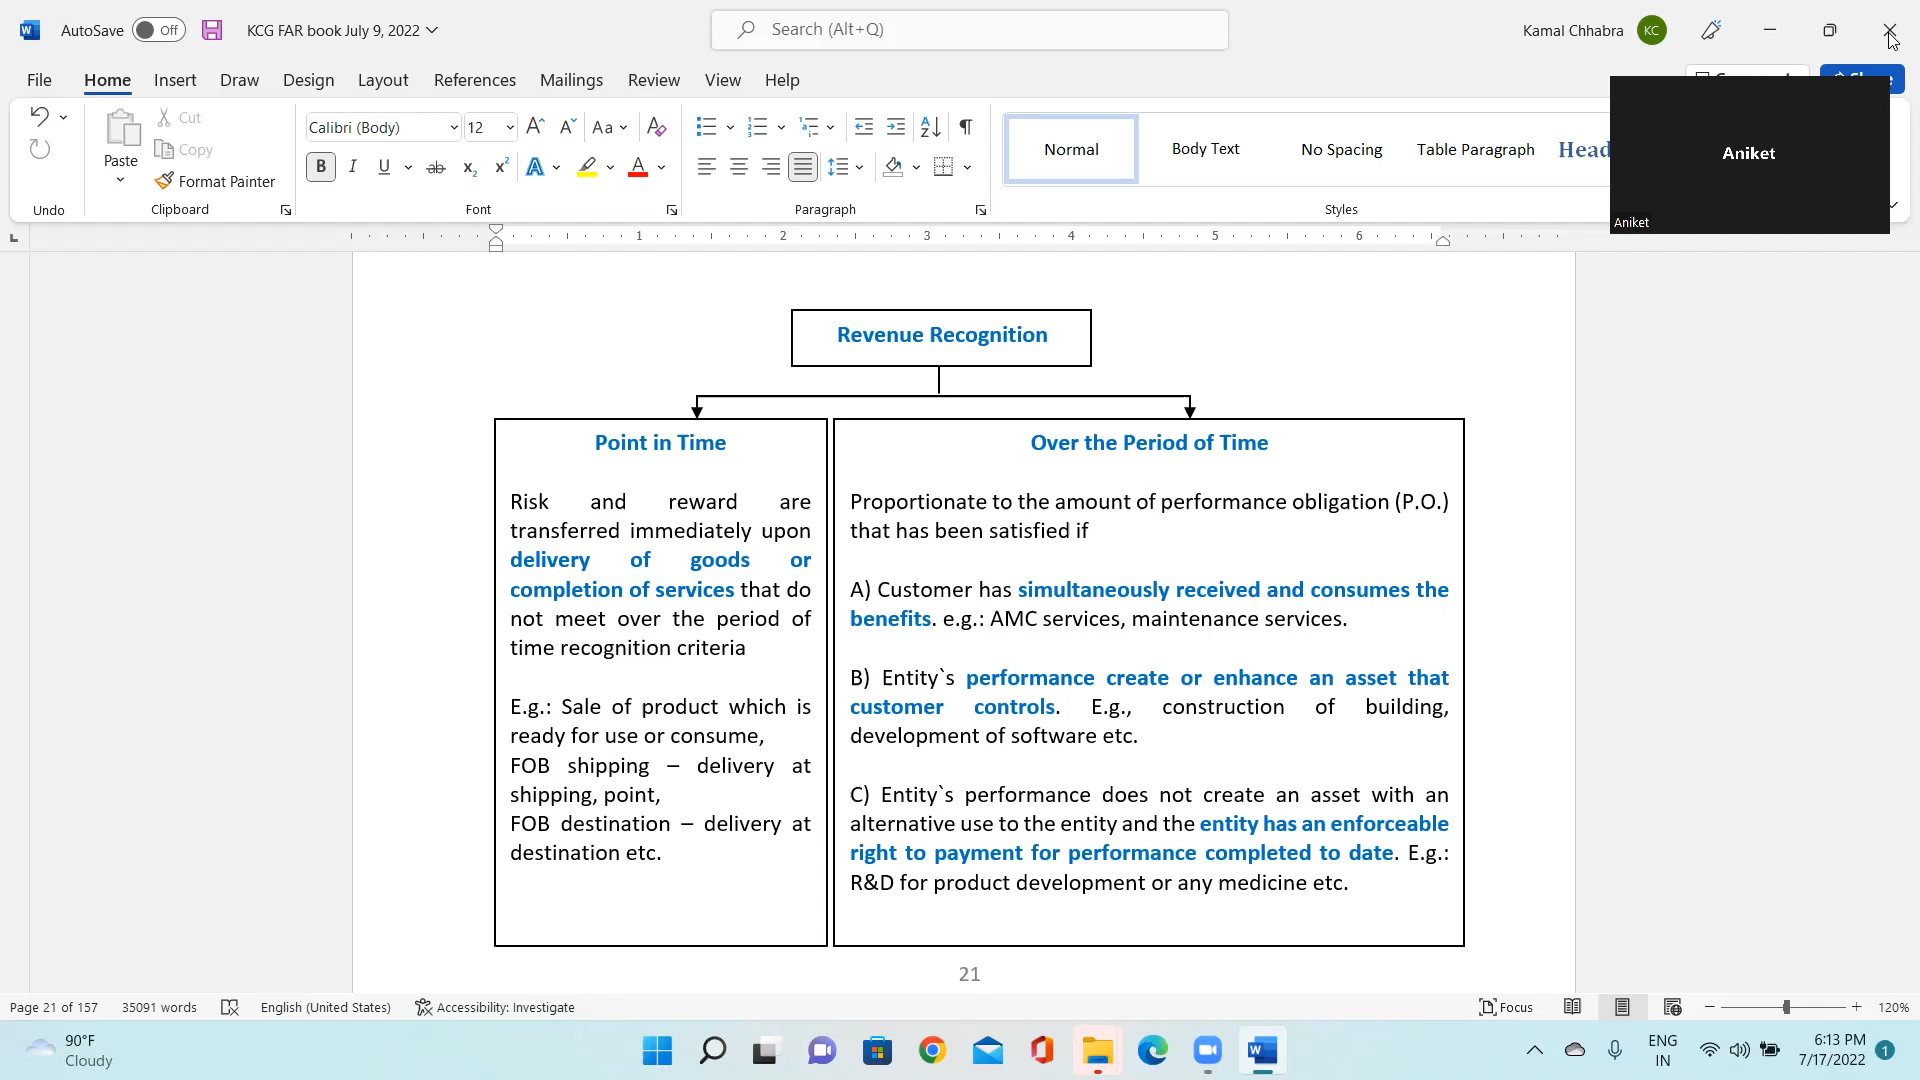 AutoSave Off KCG FAR book July 9, 2022 Search (Alt+Q) Kamal Chhabra KC
File Home Insert Draw Design Layout References Mailings Review View Help
Cut
Copy
Format Painter
Paste
Calibri (Body) 12
Normal Body Text No Spacing Table Paragraph Head
Aniket
Aniket
Undo Clipboard Font Paragraph Styles
1 2 3 4 5 6
Revenue Recognition
Point in Time
Risk and reward are
transferred immediately upon
delivery of goods or
completion of services that do
not meet over the period of
time recognition criteria
E.g.: Sale of product which is
ready for use or consume,
FOB shipping – delivery at
shipping, point,
FOB destination – delivery at
destination etc.
Over the Period of Time
Proportionate to the amount of performance obligation (P.O.)
that has been satisfied if
A) Customer has simultaneously received and consumes the
benefits. e.g.: AMC services, maintenance services.
B) Entity`s performance create or enhance an asset that
customer controls. E.g., construction of building,
development of software etc.
C) Entity`s performance does not create an asset with an
alternative use to the entity and the entity has an enforceable
right to payment for performance completed to date. E.g.:
R&D for product development or any medicine etc.
21
Page 21 of 157 35091 words English (United States) Accessibility: Investigate Focus 120%
90°F
Cloudy
ENG
IN
6:13 PM
7/17/2022
1